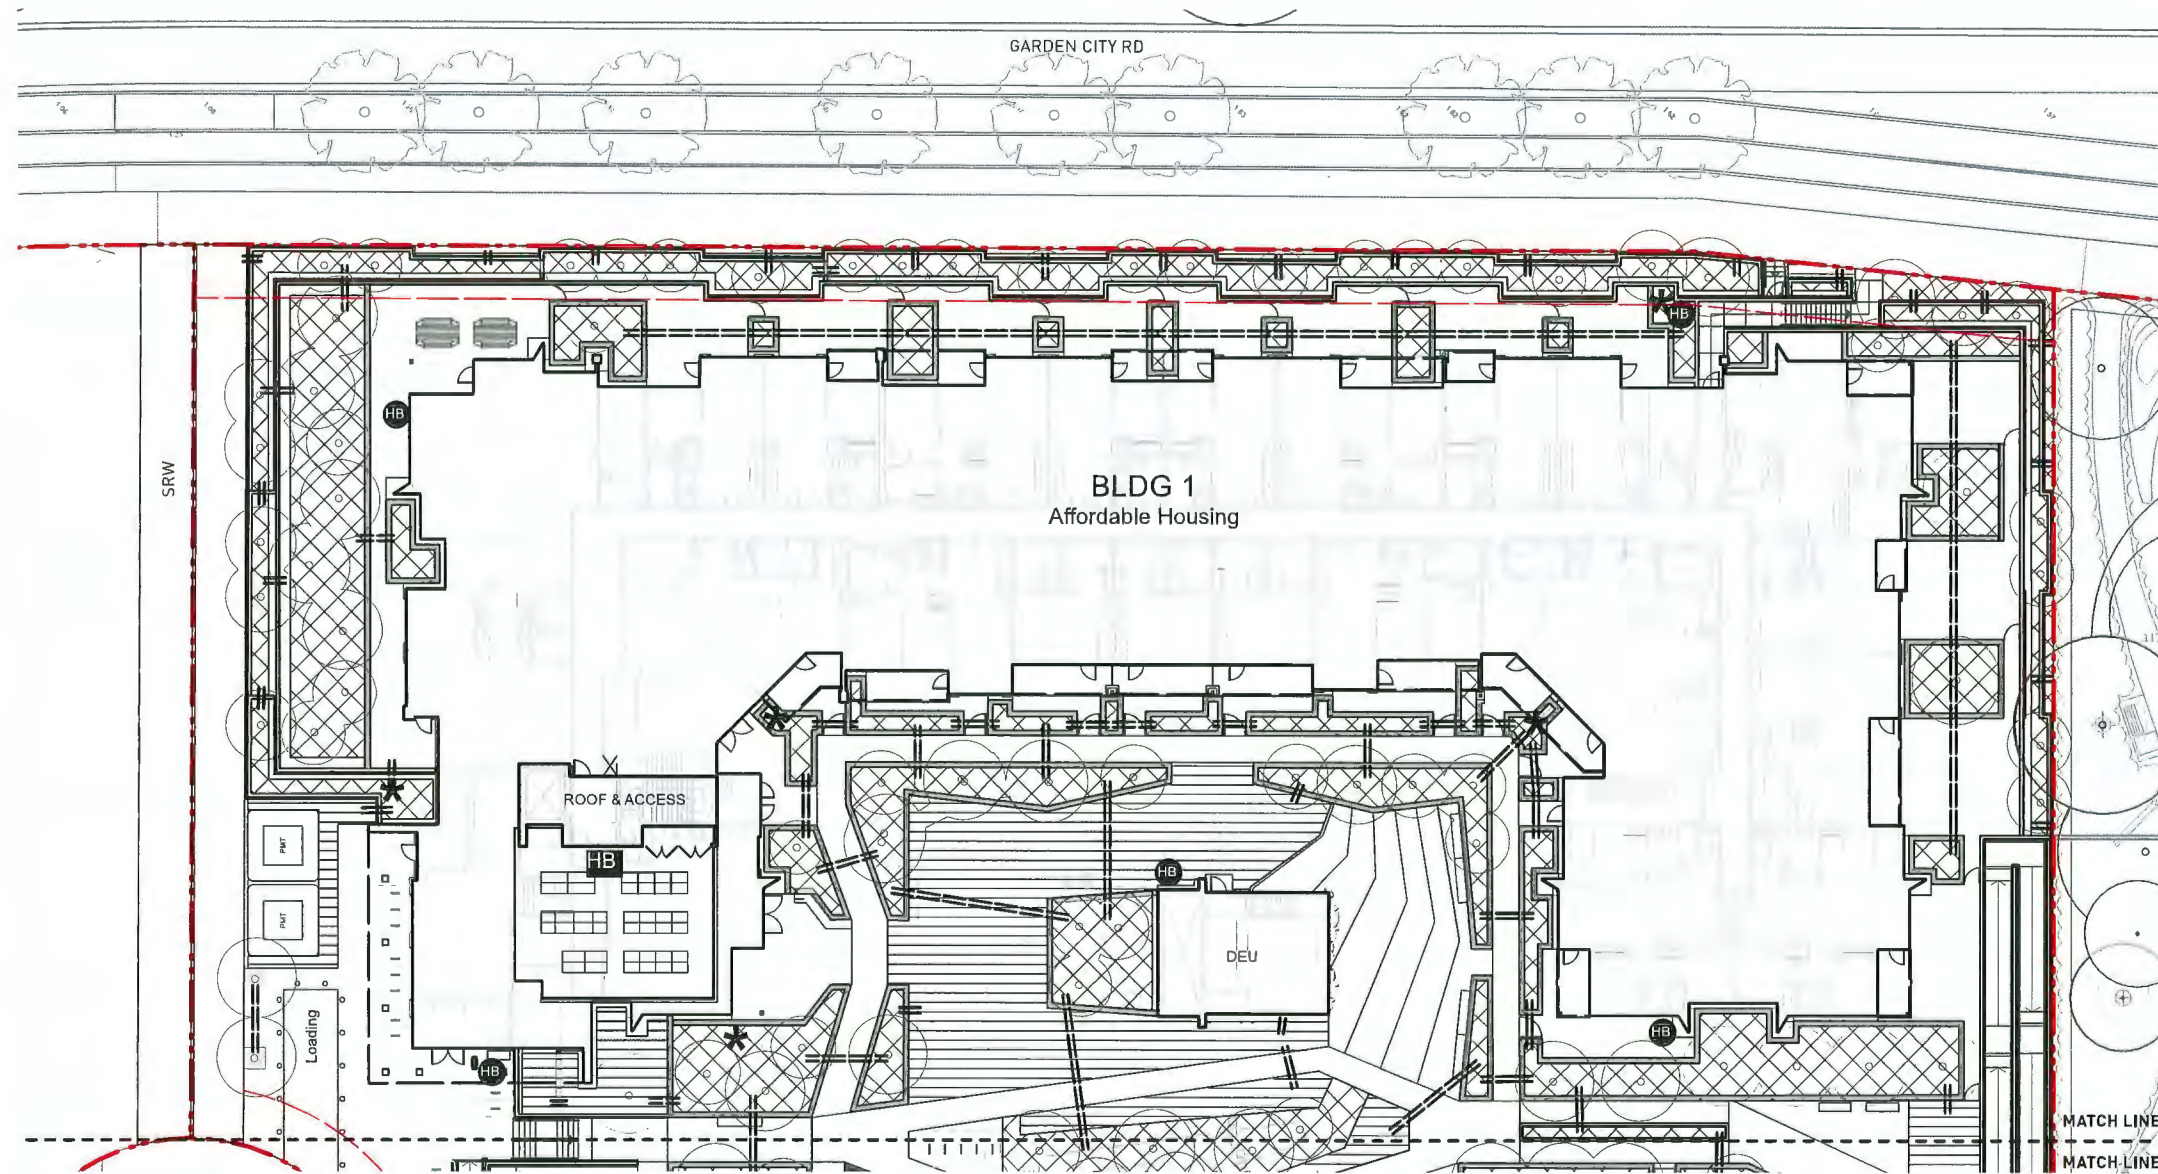 GARDEN CITY RD
HB
HB
SRW
BLDG 1
Affordable Housing
ROOF & ACCESS
HB
PMT
HB
PMT
DEU
Loading
HB
HB
MATCH LINE
MATCH LINE